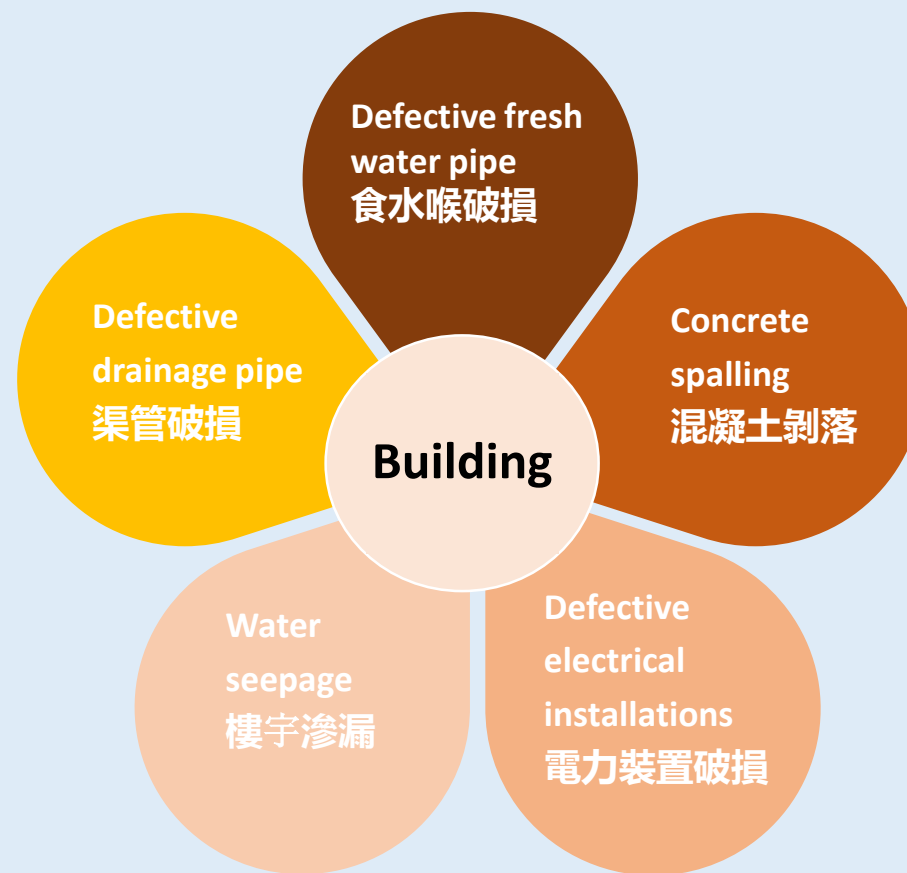 Defective fresh
water pipe
食水喉破損
Concrete
spalling
混凝土剝落
Defective
electrical
installations
電力裝置破損
Water
seepage
樓宇滲漏
Defective
drainage pipe
渠管破損
Building